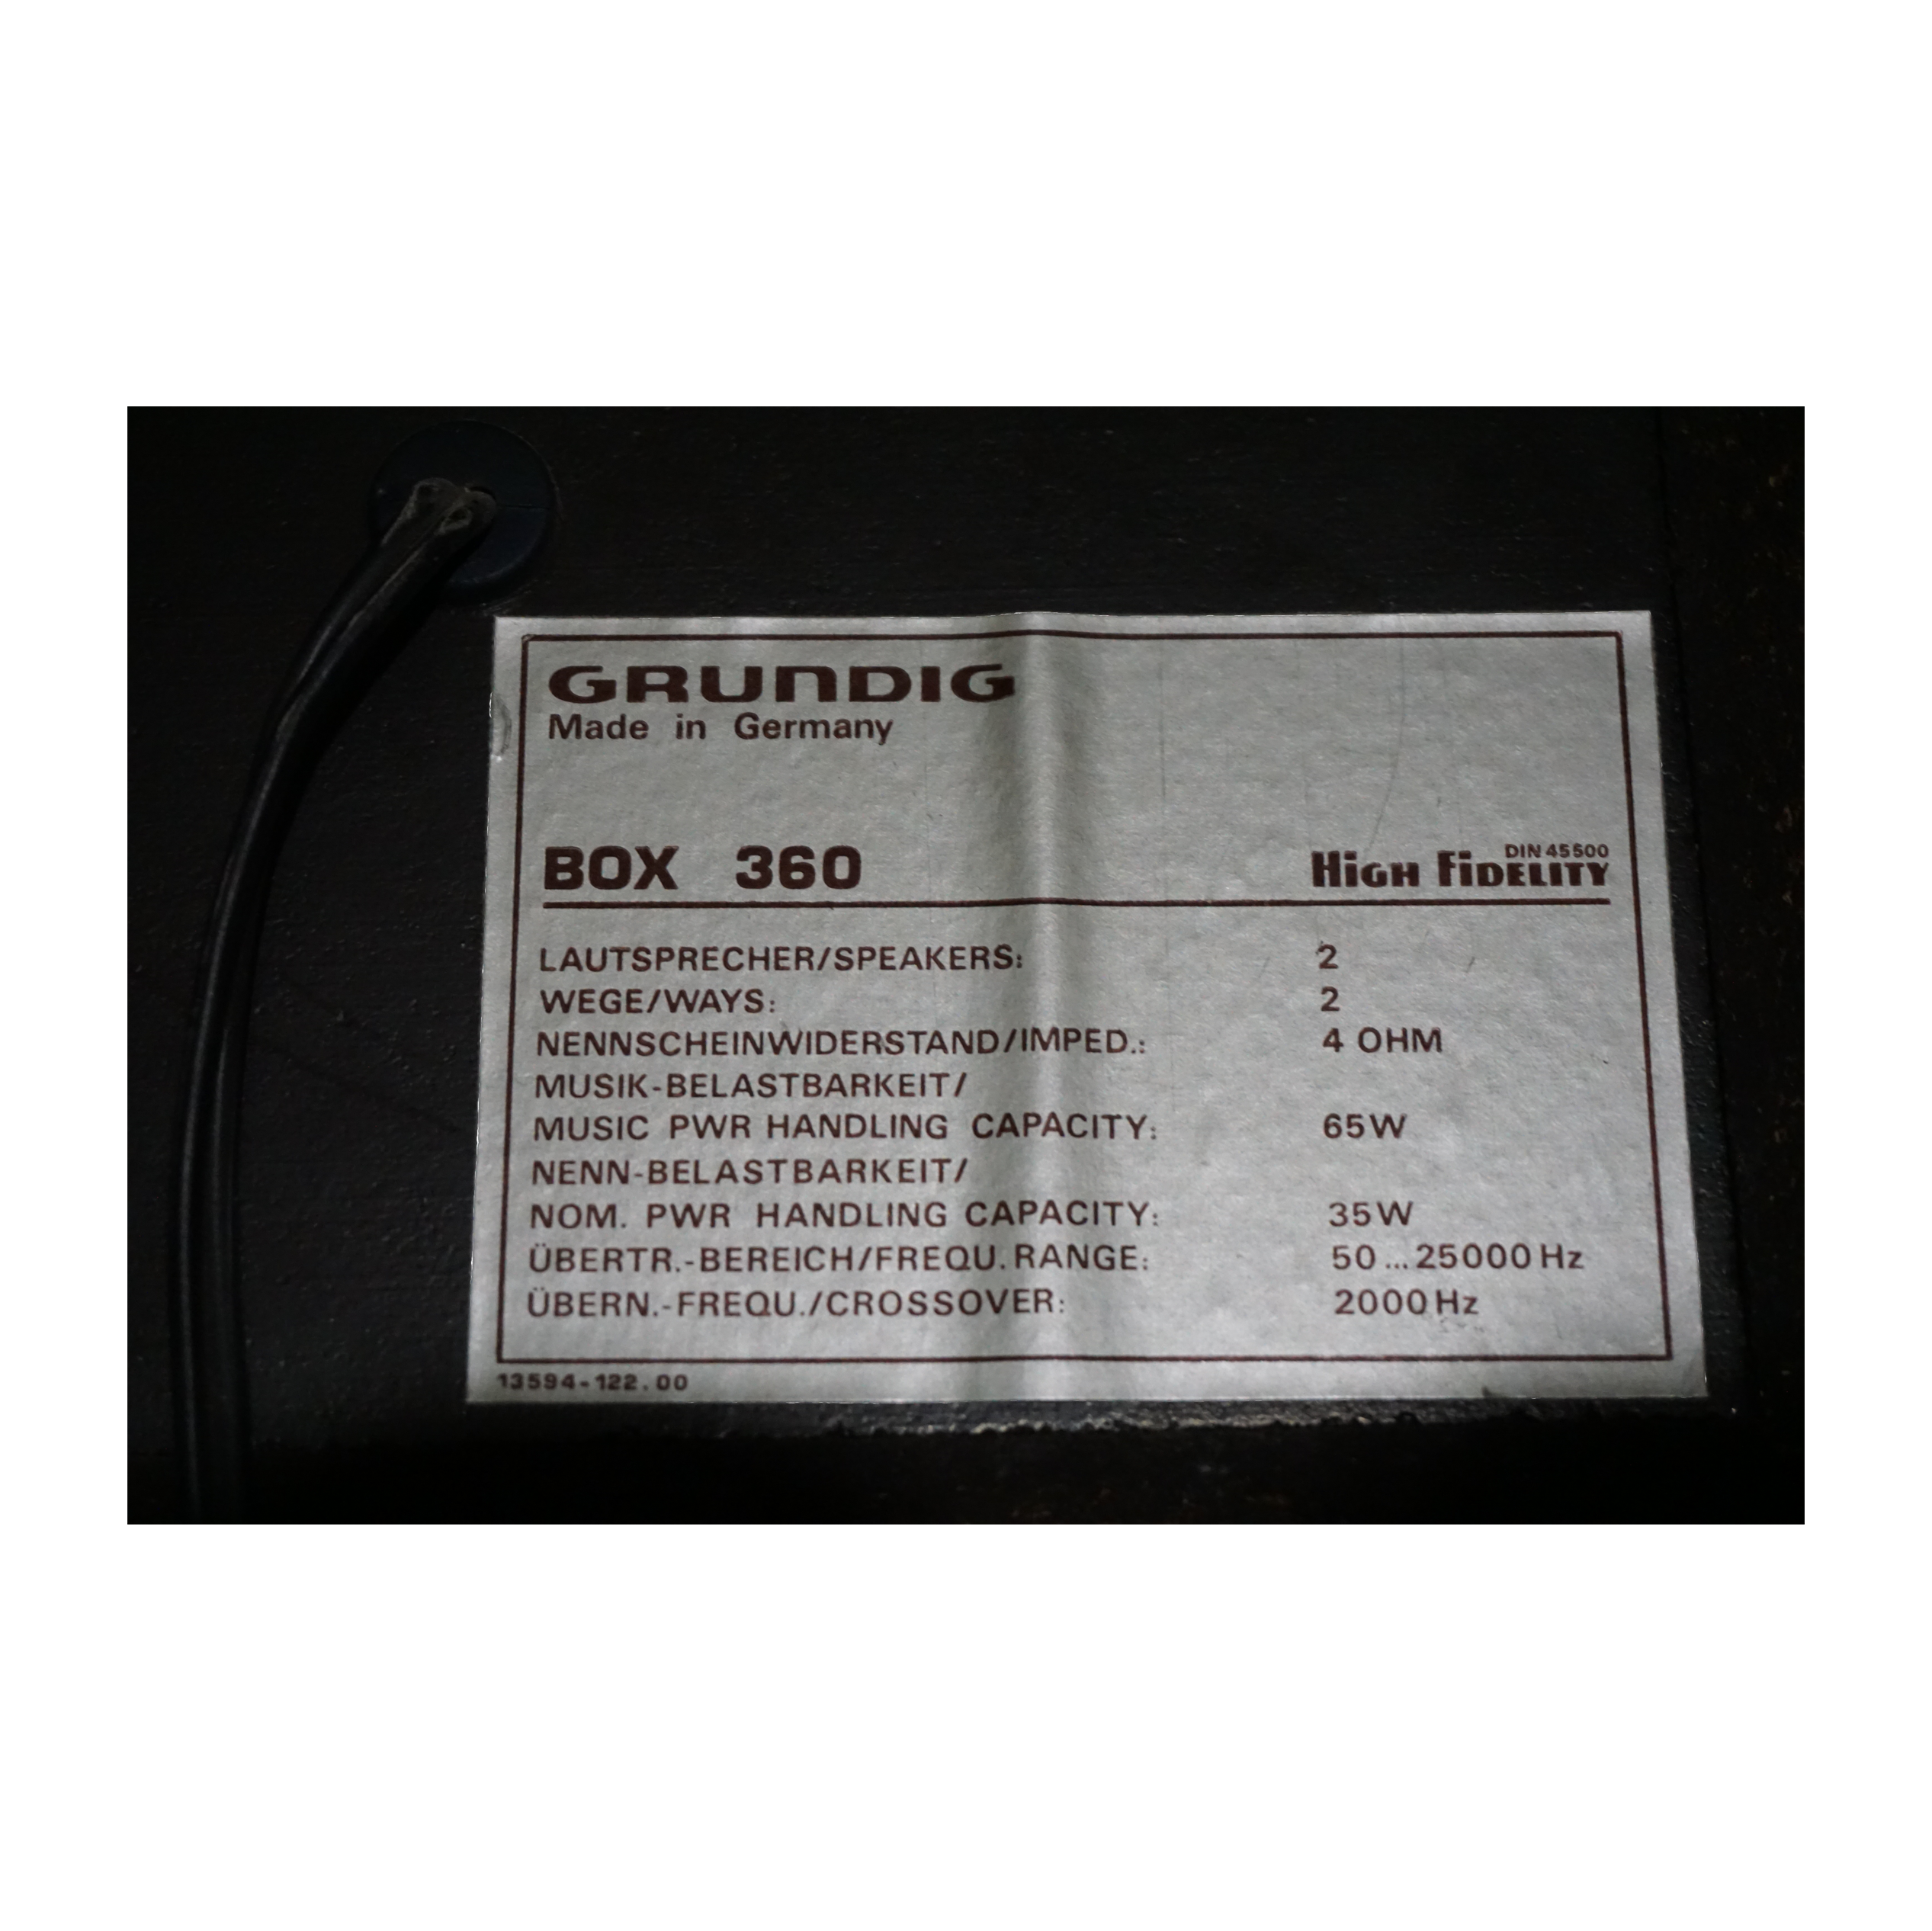 GRUNDIG
Made in Germany
BOX 360
DIN 45500
HIGH FIDELITY
LAUTSPRECHER/SPEAKERS: 2
WEGE/WAYS: 2
NENNSCHEINWIDERSTAND/IMPED.: 4 OHM
MUSIK-BELASTBARKEIT/
MUSIC PWR HANDLING CAPACITY: 65W
NENN-BELASTBARKEIT/
NOM. PWR HANDLING CAPACITY: 35W
ÜBERTR.-BEREICH/FREQU. RANGE: 50...25000 Hz
ÜBERN.-FREQU./CROSSOVER: 2000 Hz
13594-122.00